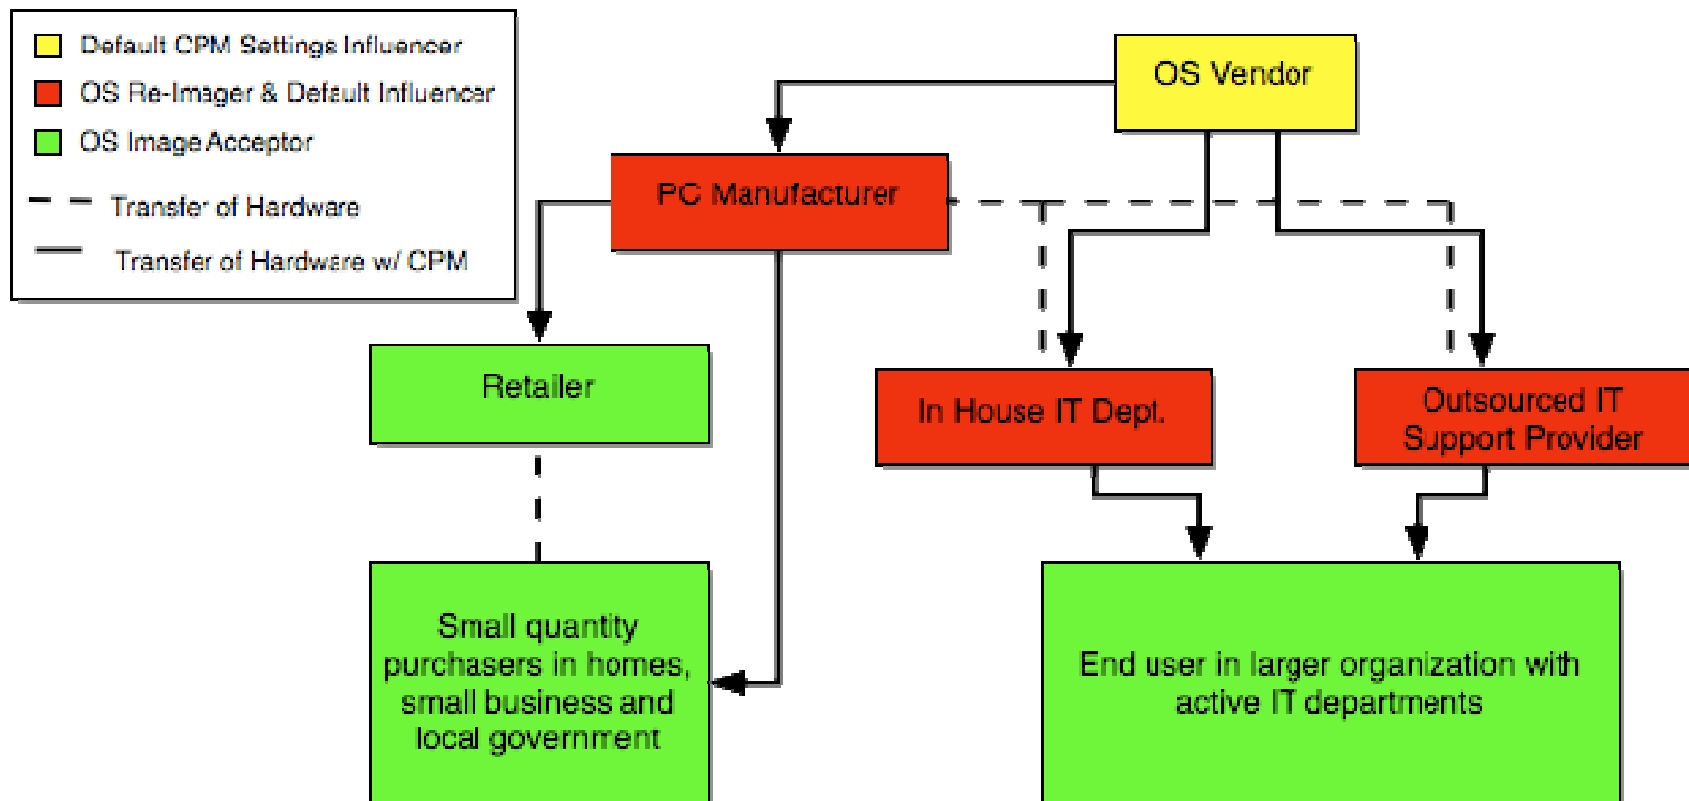 Default CPM Settings Influencer
OS Re-Imager & Default Influencer
OS Image Acceptor
Transfer of Hardware
Transfer of Hardware w/ CPM
OS Vendor
PC Manufacturer
Retailer
In House IT Dept.
Outsourced IT
Support Provider
Small quantity
purchasers in homes,
small business and
local government
End user in larger organization with
active IT departments